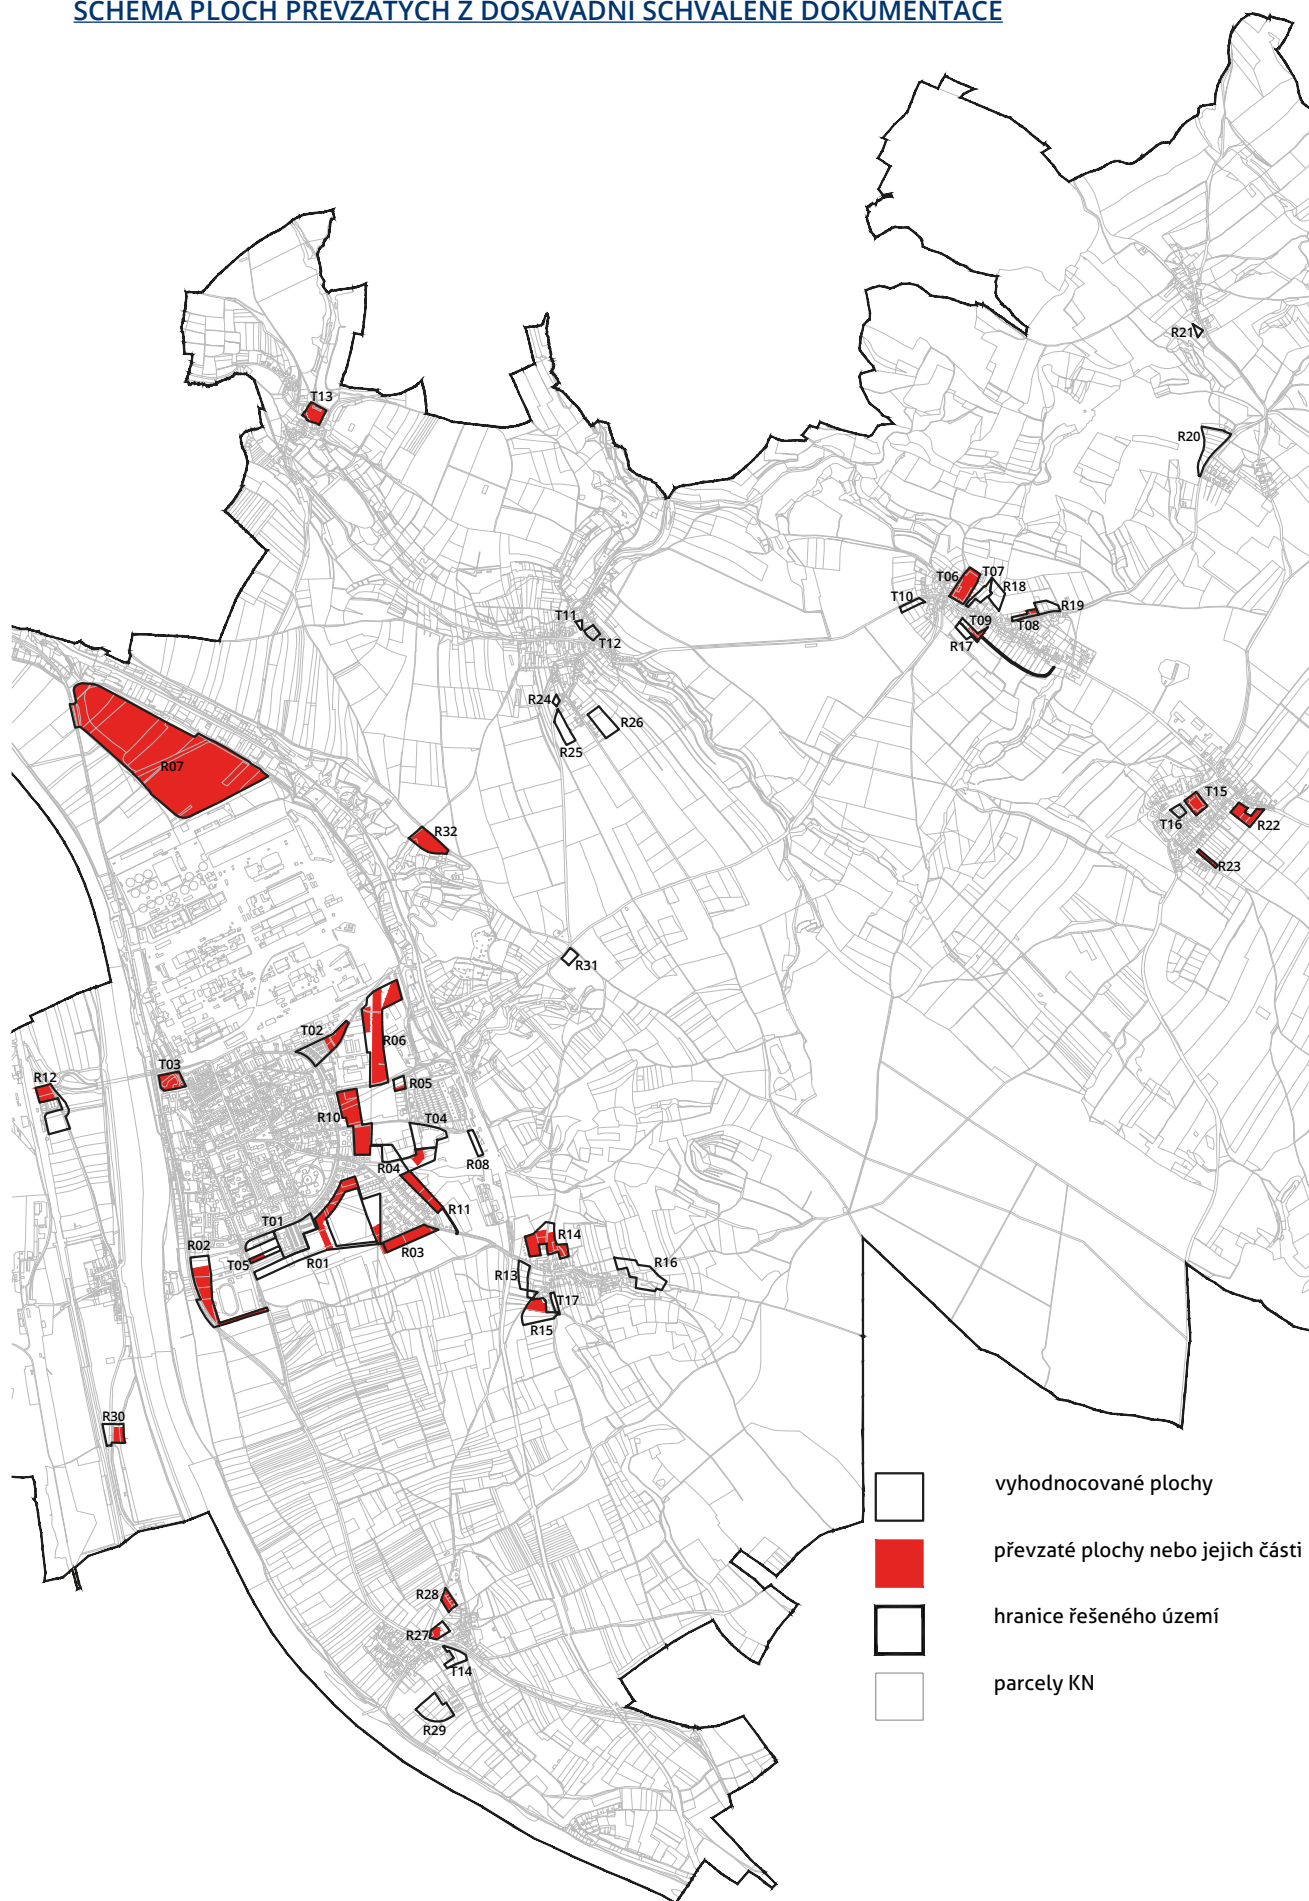 SCHÉMA PLOCH PŘEVZATÝCH Z DOSAVADNÍ SCHVÁLENÉ DOKUMENTACE
R21
T13
R20
T06
T07
R18
T10
R19
T08
T09
R17
T11
T12
R24
R26
R25
R07
T15
T16
R22
R23
R32
R31
T02
R06
T03
R12
R05
R10
T04
R04
R08
R11
T01
R03
R02
T05
R01
R14
R13
R16
T17
R15
R30
R28
R27
T14
R29
vyhodnocované plochy
převzaté plochy nebo jejich části
hranice řešeného území
parcely KN